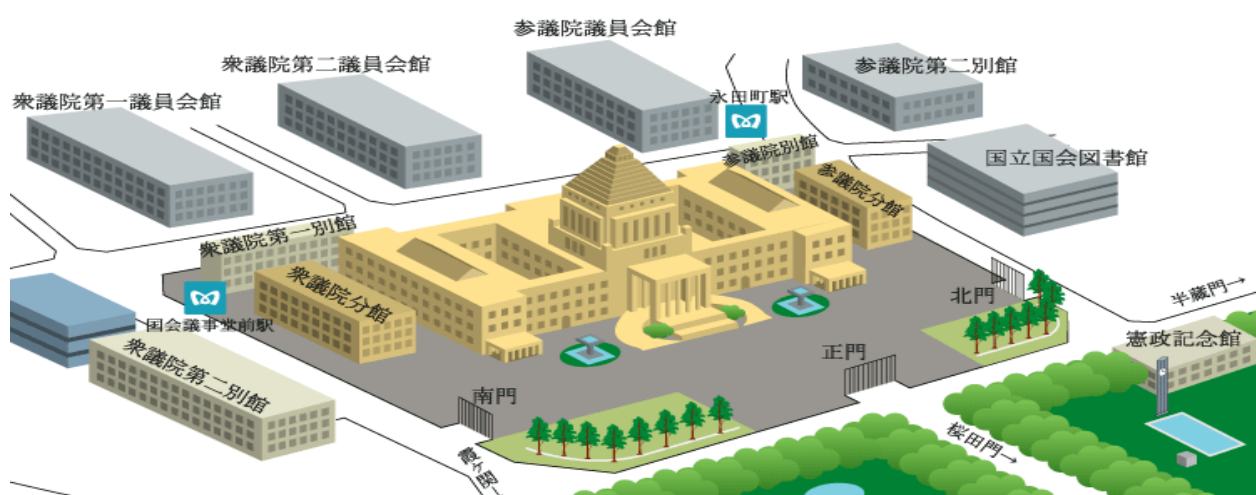 参議院議員会館
衆議院第二議員会館
参議院第二別館
衆議院第一議員会館
永田町駅
参議院別館
国立国会図書館
参議院分館
衆議院第一別館
衆議院分館
北門
半蔵門→
国会議事堂前駅
憲政記念館
衆議院第二別館
正門
南門
桜田門→
霞ヶ関